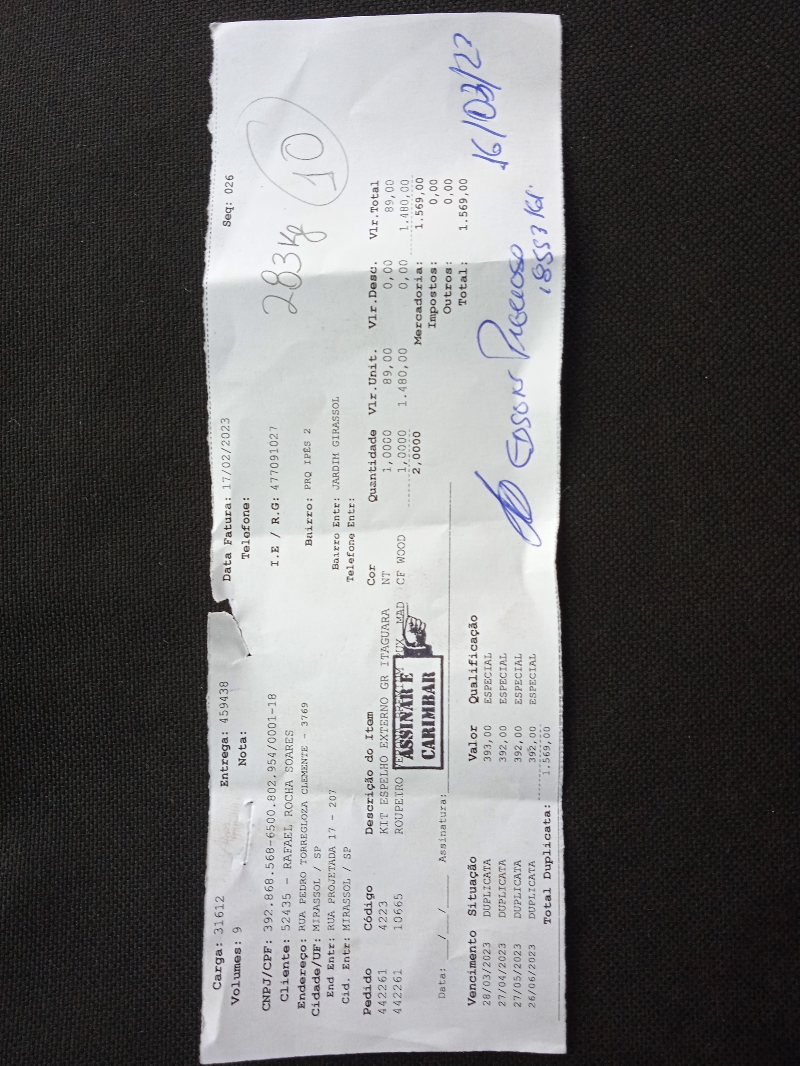 Carga: 31612 Entrega: 459438 Data Fatura: 17/02/2023 Seq: 026
Volumes: 9 Nota: Telefone:
CNPJ/CPF: 392.868.568-6500.802.954/0001-18 I.E / R.G: 477091027
Cliente: 52435 - RAFAEL ROCHA SOARES
Endereço: RUA PEDRO TORREGLOZA CLEMENTE - 3769 Bairro: PRQ IPÊS 2
Cidade/UF: MIRASSOL / SP
End Entr: RUA PROJETADA 17 - 207 Bairro Entr: JARDIM GIRASSOL
Cid. Entr: MIRASSOL / SP Telefone Entr:
283 Kg 10
Pedido Código Descrição do Item Cor Quantidade Vlr.Unit. Vlr.Desc. Vlr.Total
442261 4223 KIT ESPELHO EXTERNO GR ITAGUARA NT 1,0000 89,00 0,00 89,00
442261 10665 ROUPEIRO MAD CF WOOD 1,0000 1.480,00 0,00 1.480,00
2,0000 Mercadoria: 1.569,00
Impostos: 0,00
Outros: 0,00
Total: 1.569,00
ASSINAR E
CARIMBAR
Data: __/__/____ Assinatura:
Vencimento Situação Valor Qualificação
28/03/2023 DUPLICATA 393,00 ESPECIAL
27/04/2023 DUPLICATA 392,00 ESPECIAL
27/05/2023 DUPLICATA 392,00 ESPECIAL
26/06/2023 DUPLICATA 392,00 ESPECIAL
Total Duplicata: 1.569,00
EDSON 16/03/23